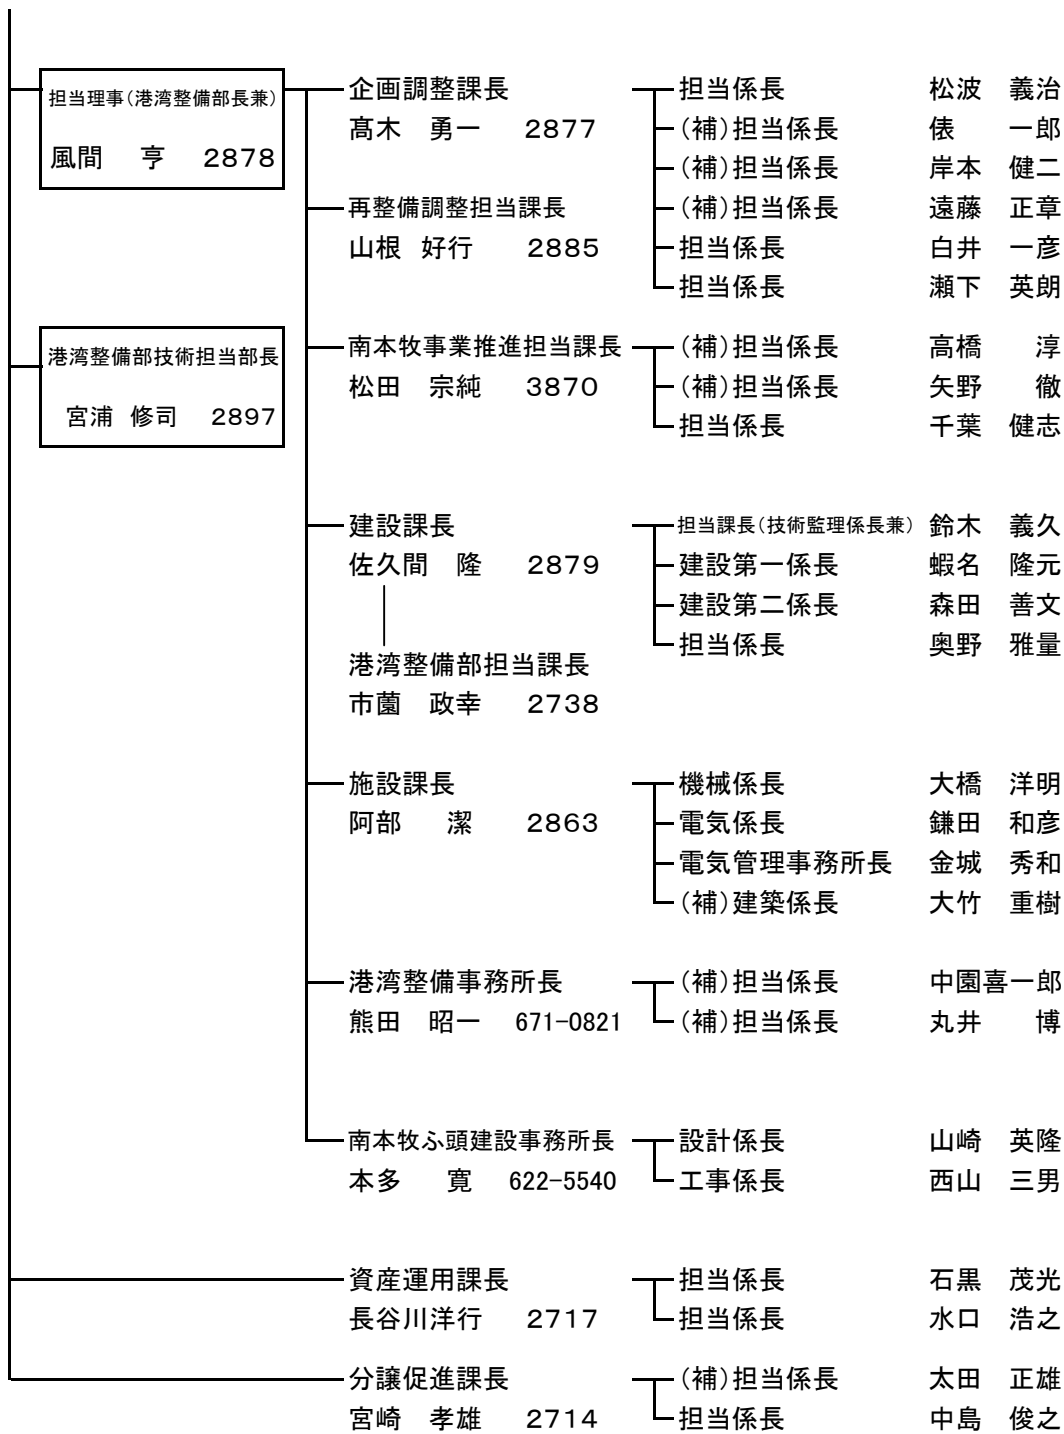 担当理事(港湾整備部長兼)
風間 亨 2878
企画調整課長 担当係長 松波 義治
髙木 勇一 2877 (補)担当係長 俵 一郎
(補)担当係長 岸本 健二
再整備調整担当課長 (補)担当係長 遠藤 正章
山根 好行 2885 担当係長 白井 一彦
担当係長 瀬下 英朗
港湾整備部技術担当部長
宮浦 修司 2897
南本牧事業推進担当課長 (補)担当係長 高橋 淳
松田 宗純 3870 (補)担当係長 矢野 徹
担当係長 千葉 健志
建設課長 担当課長(技術監理係長兼) 鈴木 義久
佐久間 隆 2879 建設第一係長 蝦名 隆元
建設第二係長 森田 善文
担当係長 奥野 雅量
港湾整備部担当課長
市薗 政幸 2738
施設課長 機械係長 大橋 洋明
阿部 潔 2863 電気係長 鎌田 和彦
電気管理事務所長 金城 秀和
(補)建築係長 大竹 重樹
港湾整備事務所長 (補)担当係長 中園喜一郎
熊田 昭一 671-0821 (補)担当係長 丸井 博
南本牧ふ頭建設事務所長 設計係長 山崎 英隆
本多 寛 622-5540 工事係長 西山 三男
資産運用課長 担当係長 石黒 茂光
長谷川洋行 2717 担当係長 水口 浩之
分譲促進課長 (補)担当係長 太田 正雄
宮崎 孝雄 2714 担当係長 中島 俊之